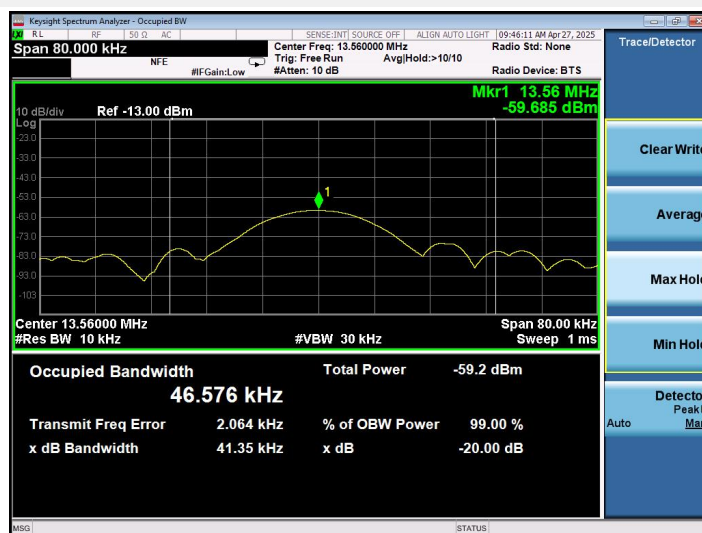 Keysight Spectrum Analyzer - Occupied BW
RL RF 50 Ω AC SENSE:INT SOURCE OFF ALIGN AUTO LIGHT 09:46:11 AM Apr 27, 2025
Span 80.000 kHz
Center Freq: 13.560000 MHz Radio Std: None
NFE Trig: Free Run Avg|Hold:>10/10
#IFGain:Low #Atten: 10 dB Radio Device: BTS
Mkr1 13.56 MHz
10 dB/div Ref -13.00 dBm -59.685 dBm
Log
-23.0
-33.0
-43.0
-53.0
1
-63.0
-73.0
-83.0
-93.0
-103
Center 13.56000 MHz Span 80.00 kHz
#Res BW 10 kHz #VBW 30 kHz Sweep 1 ms
Occupied Bandwidth Total Power -59.2 dBm
46.576 kHz
Transmit Freq Error 2.064 kHz % of OBW Power 99.00 %
x dB Bandwidth 41.35 kHz x dB -20.00 dB
MSG STATUS
Trace/Detector
Clear Write
Average
Max Hold
Min Hold
Detector
Peak
Auto Man